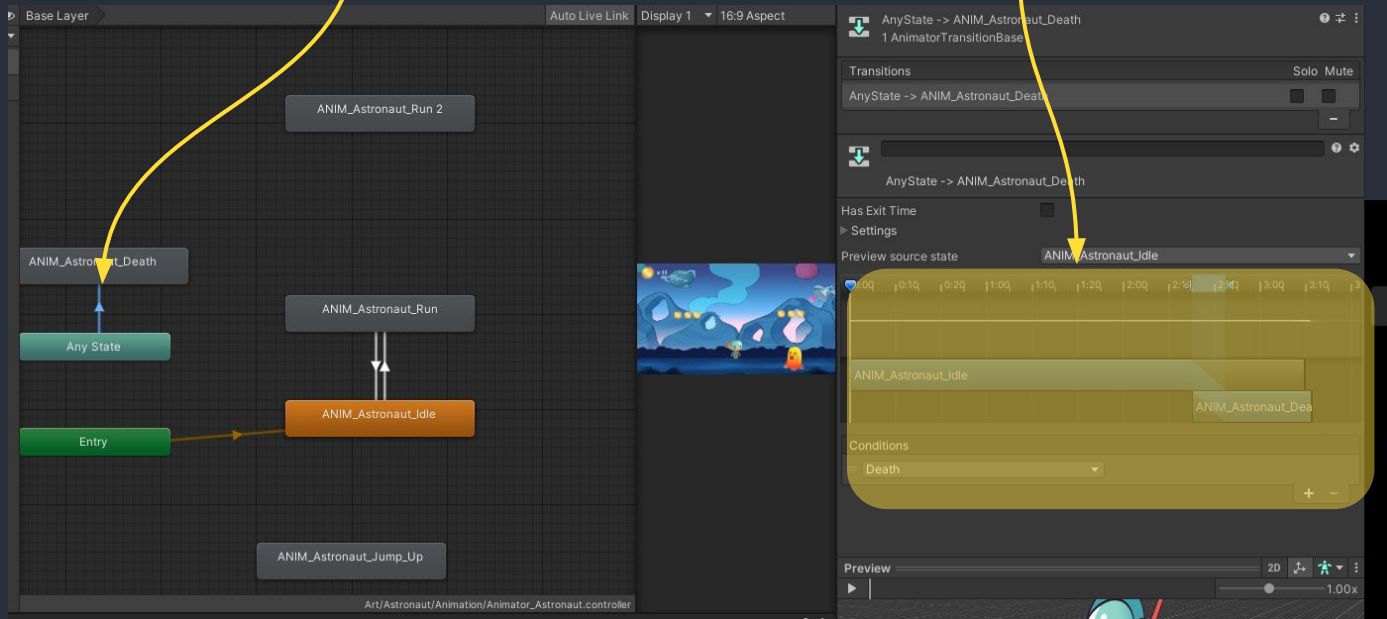 Base Layer
Auto Live Link
Display 1
16:9 Aspect
ANIM_Astronaut_Run 2
ANIM_Astronaut_Death
ANIM_Astronaut_Run
Any State
ANIM_Astronaut_Idle
Entry
ANIM_Astronaut_Jump_Up
Art/Astronaut/Animation/Animator_Astronaut.controller
AnyState -> ANIM_Astronaut_Death
1 AnimatorTransitionBase
Transitions
Solo Mute
AnyState -> ANIM_Astronaut_Death
AnyState -> ANIM_Astronaut_Death
Has Exit Time
Settings
Preview source state
ANIM_Astronaut_Idle
0:10 0:20 1:00 1:10 1:20 2:00 3:00 3:10
ANIM_Astronaut_Idle
ANIM_Astronaut_Dea
Conditions
Death
Preview
2D
1.00x